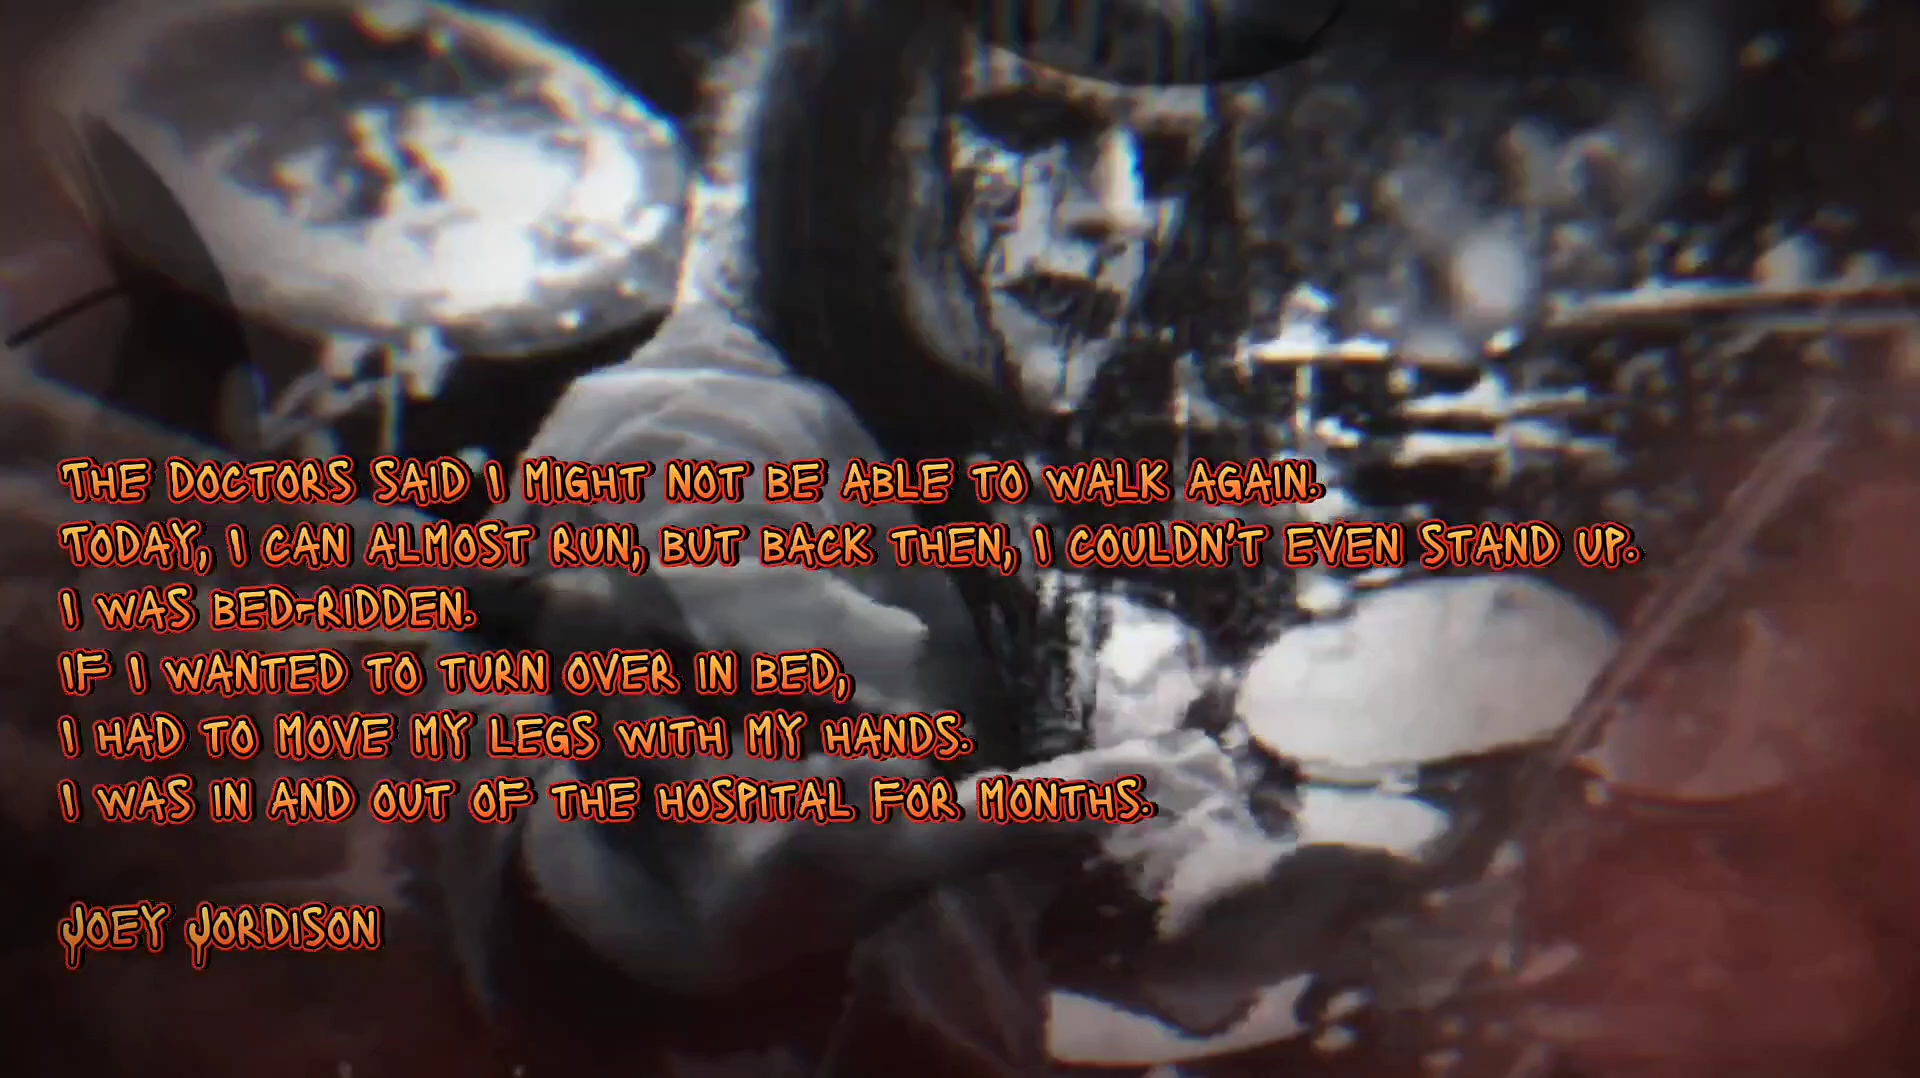 THE DOCTORS SAID I MIGHT NOT BE ABLE TO WALK AGAIN.
TODAY, I CAN ALMOST RUN, BUT BACK THEN, I COULDN'T EVEN STAND UP.
I WAS BED-RIDDEN.
IF I WANTED TO TURN OVER IN BED,
I HAD TO MOVE MY LEGS WITH MY HANDS.
I WAS IN AND OUT OF THE HOSPITAL FOR MONTHS.
JOEY JORDISON